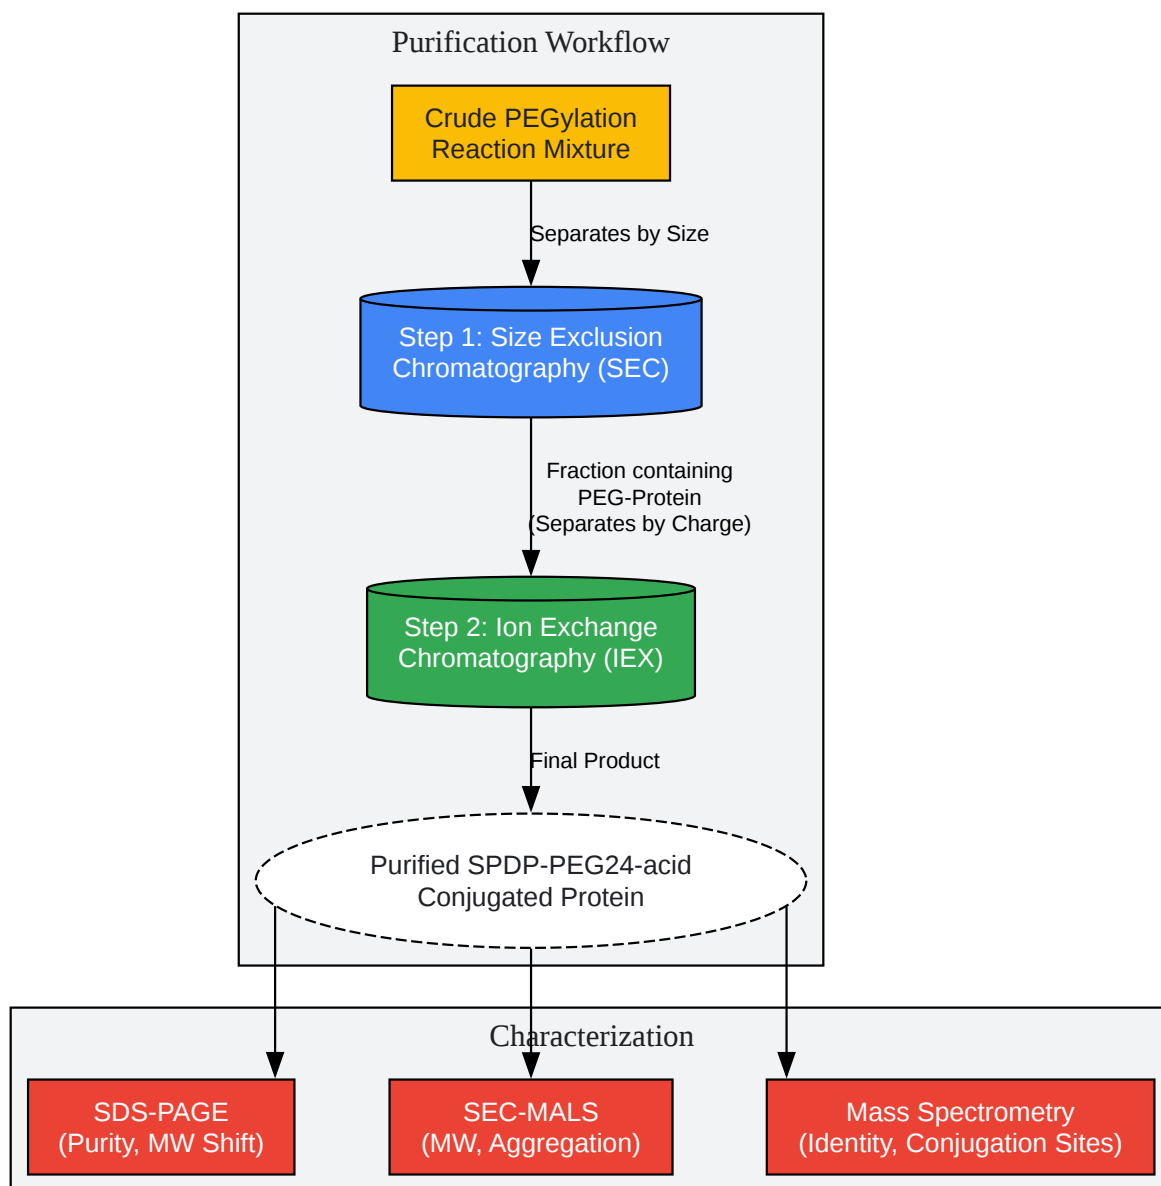 Purification Workflow
Crude PEGylation
Reaction Mixture
Separates by Size
Step 1: Size Exclusion
Chromatography (SEC)
Fraction containing
PEG-Protein
(Separates by Charge)
Step 2: Ion Exchange
Chromatography (IEX)
Final Product
Purified SPDP-PEG24-acid
Conjugated Protein
Characterization
SDS-PAGE
(Purity, MW Shift)
SEC-MALS
(MW, Aggregation)
Mass Spectrometry
(Identity, Conjugation Sites)